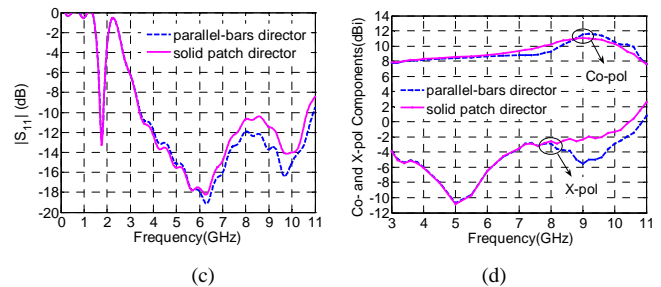 0
-2
-4
-6
-8
-10
-12
-14
-16
-18
-20
|S₁₁| (dB)
parallel-bars director
solid patch director
0 1 2 3 4 5 6 7 8 9 10 11
Frequency(GHz)
(c)
14
12
10
8
6
4
2
0
-2
-4
-6
-8
-10
-12
Co- and X-pol Components(dBi)
Co-pol
parallel-bars director
solid patch director
X-pol
3 4 5 6 7 8 9 10 11
Frequency(GHz)
(d)